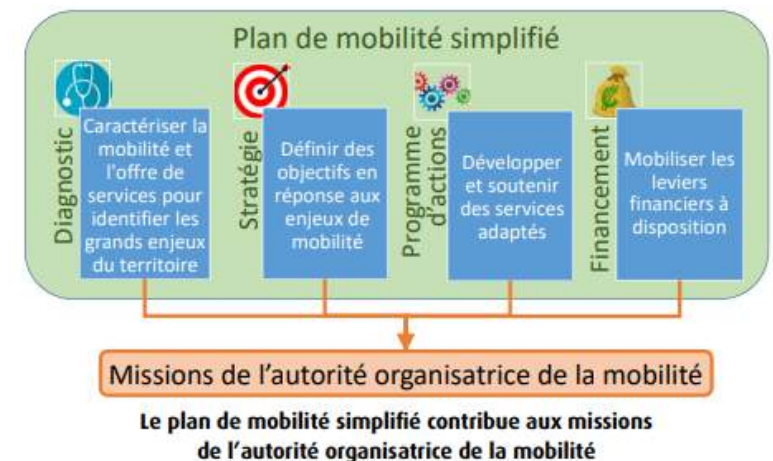 Plan de mobilité simplifié
Diagnostic
Caractériser la
mobilité et
l'offre de
services pour
identifier les
grands enjeux
du territoire
Stratégie
Définir des
objectifs en
réponse aux
enjeux de
mobilité
Programme
d'actions
Développer
et soutenir
des services
adaptés
Financement
Mobiliser les
leviers
financiers à
disposition
Missions de l'autorité organisatrice de la mobilité
Le plan de mobilité simplifié contribue aux missions
de l'autorité organisatrice de la mobilité